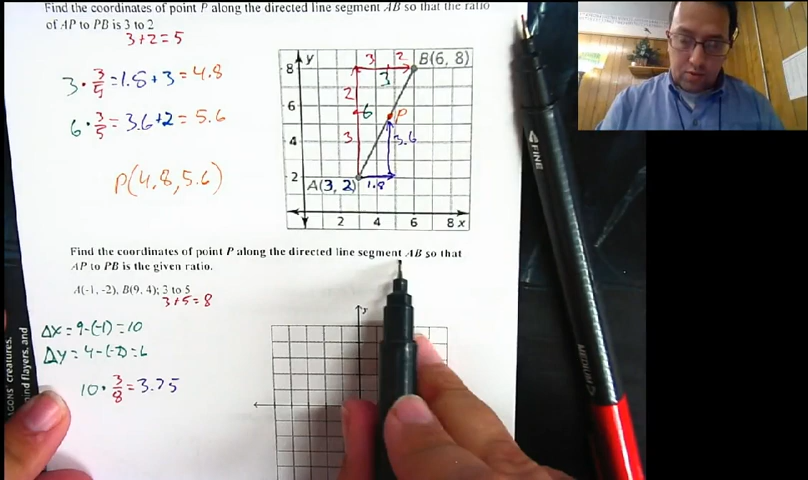 Find the coordinates of point P along the directed line segment AB so that the ratio
of AP to PB is 3 to 2
3+2=5
3 · 3/5 = 1.8 + 3 = 4.8
6 · 3/5 = 3.6 + 2 = 5.6
P(4.8, 5.6)
y
B(6, 8)
3 2
3
8
2
6
6
P
4
3
3.6
2
A(3, 2)
1.8
2 4 6 8 x
Find the coordinates of point P along the directed line segment AB so that
AP to PB is the given ratio.
A(-1, -2), B(9, 4); 3 to 5
3+5=8
Δx = 9-(-1) = 10
Δy = 4-(-2) = 6
10 · 3/8 = 3.75
y
FINE
MEDIUM